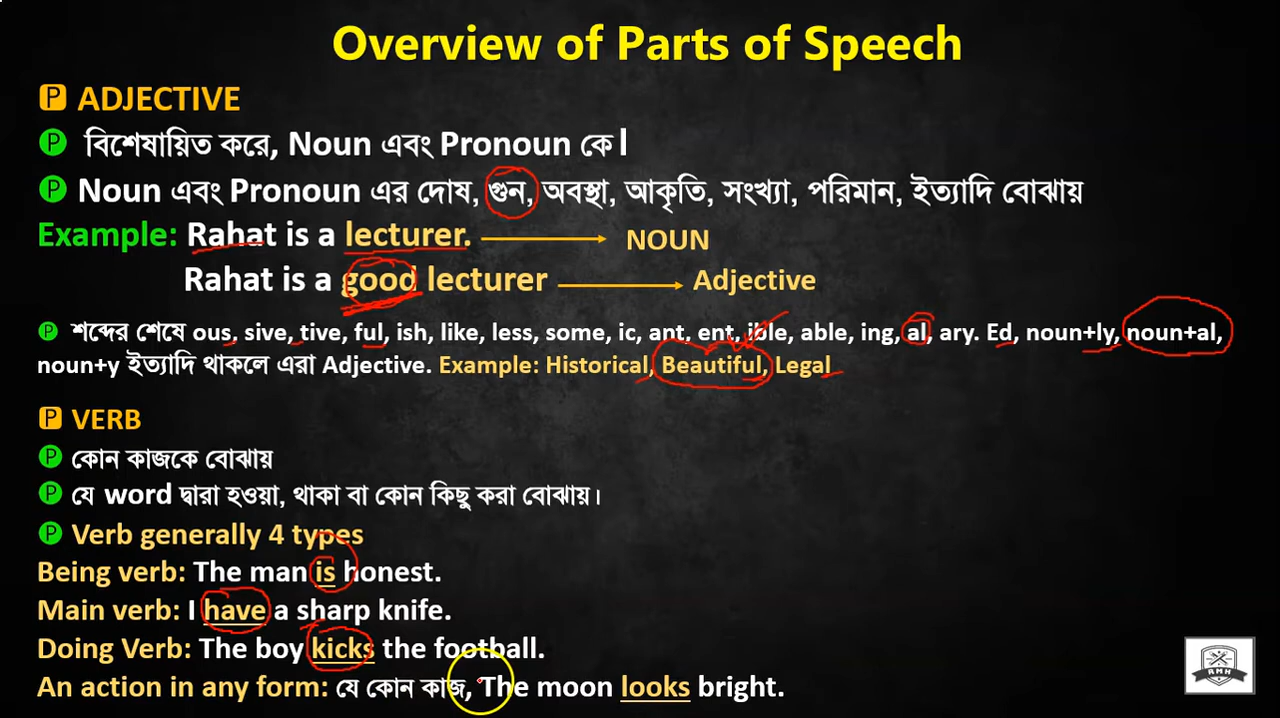 Overview of Parts of Speech
P ADJECTIVE
P বিশেষায়িত করে, Noun এবং Pronoun কে l
P Noun এবং Pronoun এর দোষ, গুন, অবস্থা, আকৃতি, সংখ্যা, পরিমান, ইত্যাদি বোঝায়
Example: Rahat is a lecturer. NOUN
Rahat is a good lecturer Adjective
P শব্দের শেষে ous, sive, tive, ful, ish, like, less, some, ic, ant, ent, ible, able, ing, al, ary. Ed, noun+ly, noun+al,
noun+y ইত্যাদি থাকলে এরা Adjective. Example: Historical, Beautiful, Legal
P VERB
P কোন কাজকে বোঝায়
P যে word দ্বারা হওয়া, থাকা বা কোন কিছু করা বোঝায়।
P Verb generally 4 types
Being verb: The man is honest.
Main verb: I have a sharp knife.
Doing Verb: The boy kicks the football.
An action in any form: যে কোন কাজ, The moon looks bright.
RMH